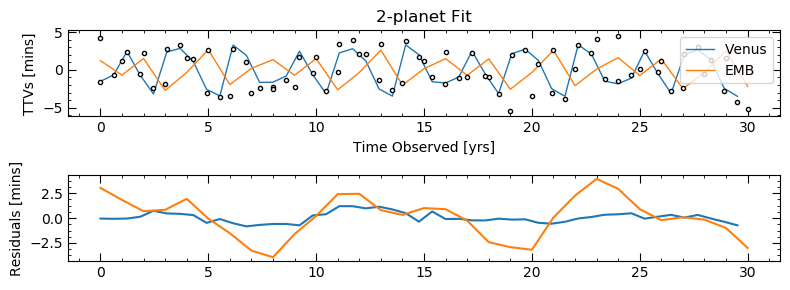 2-planet Fit
TTVs [mins]
5
0
−5
Venus
EMB
0 5 10 15 20 25 30
Time Observed [yrs]
Residuals [mins]
2.5
0.0
−2.5
0 5 10 15 20 25 30